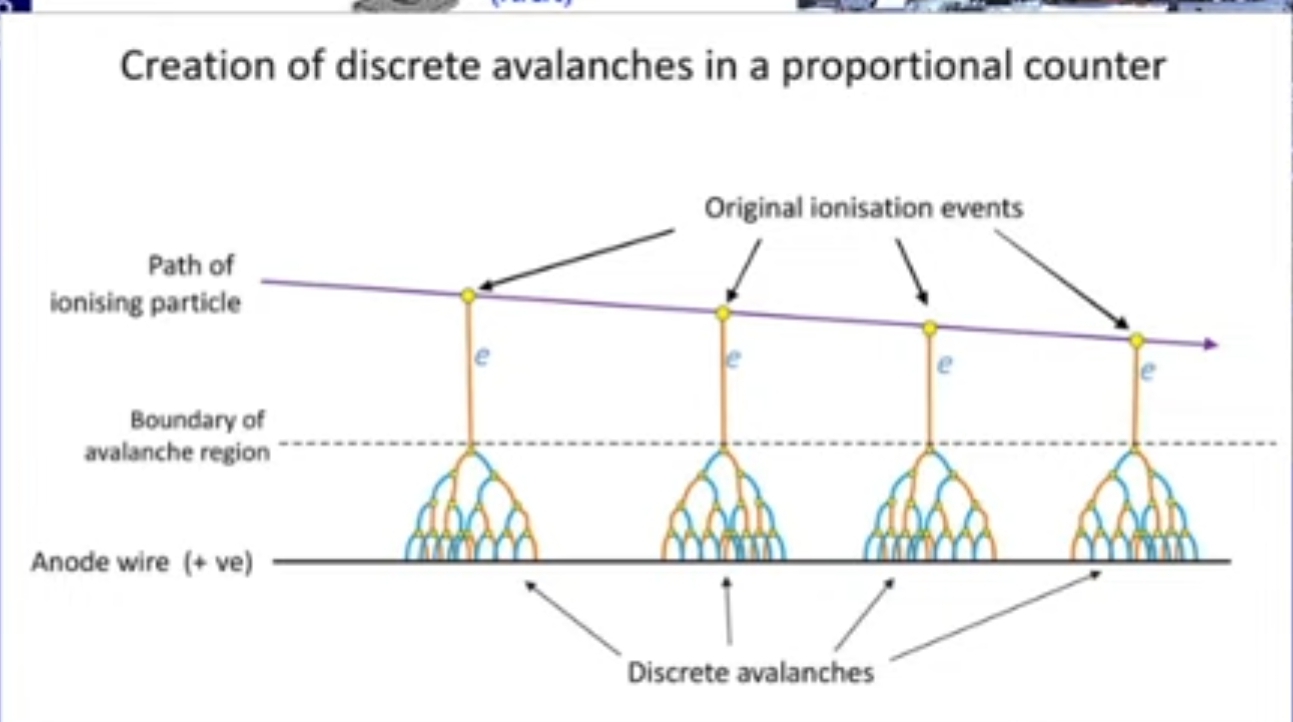 Creation of discrete avalanches in a proportional counter
Original ionisation events
Path of
ionising particle
e
e
e
e
Boundary of
avalanche region
Anode wire (+ ve)
Discrete avalanches